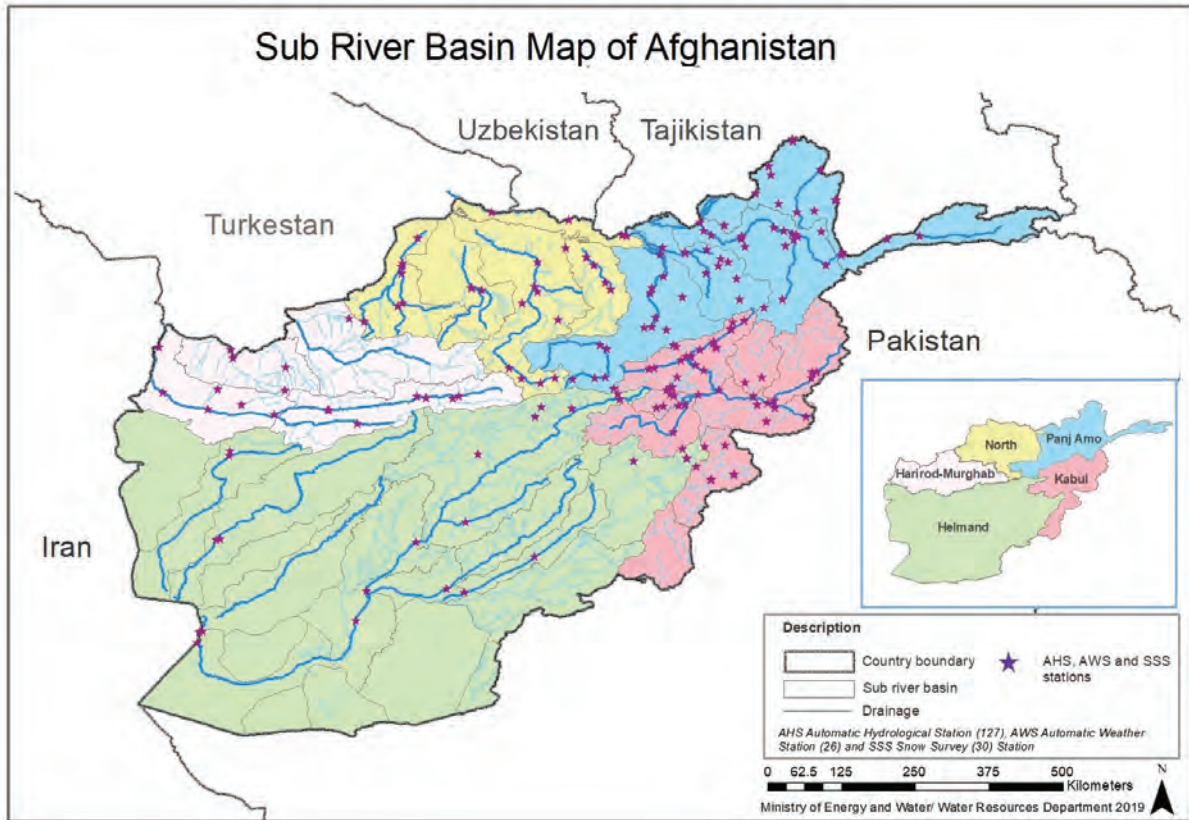 Sub River Basin Map of Afghanistan
Uzbekistan
Tajikistan
Turkestan
Pakistan
Iran
North
Panj Amo
Harirod-Murghab
Kabul
Helmand
Description
Country boundary
Sub river basin
Drainage
AHS, AWS and SSS
stations
AHS Automatic Hydrological Station (127), AWS Automatic Weather
Station (26) and SSS Snow Survey (30) Station
0 62.5 125 250 375 500
Kilometers
N
Ministry of Energy and Water/ Water Resources Department 2019